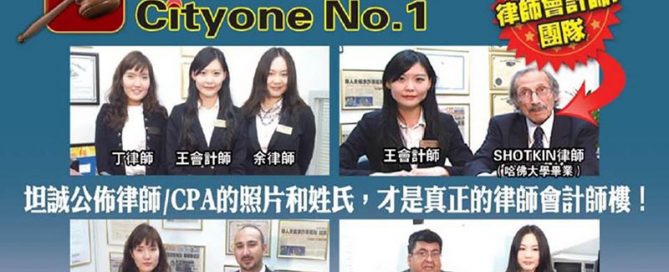 Cityone No.1
律師會計師
團隊
丁律師
王會計師
余律師
王會計師
SHOTKIN律師
(哈佛大學畢業)
坦誠公佈律師/CPA的照片和姓氏，才是真正的律師會計師樓！